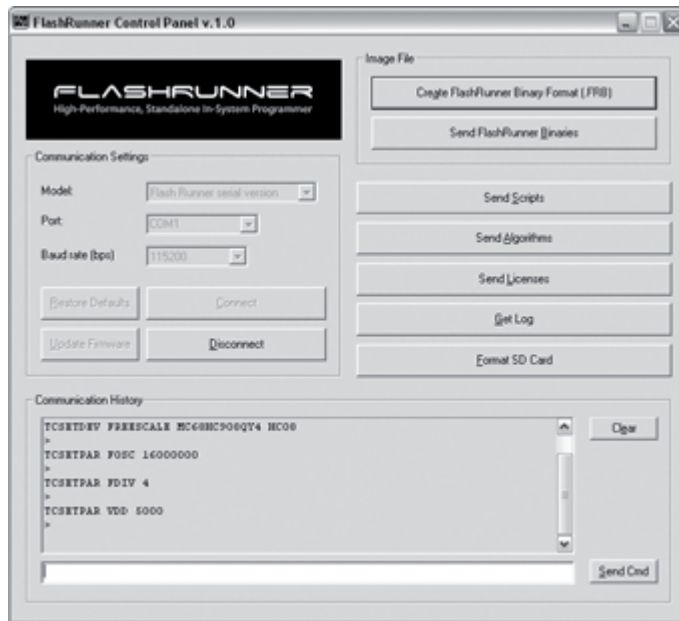 FlashRunner Control Panel v.1.0
FLASHRUNNER
High-Performance, Standalone In-System Programmer
Image File
Create FlashRunner Binary Format (.FRB)
Send FlashRunner Binaries
Communication Settings
Model:
Flash Runner serial version
Port:
COM1
Baud rate (bps)
115200
Restore Defaults
Connect
Update Firmware
Disconnect
Send Scripts
Send Algorithms
Send Licenses
Get Log
Format SD Card
Communication History
TCSETDEV FREESCALE MC68HC908QY4 HC08
>
TCSETPAR FOSC 16000000
>
TCSETPAR FDIV 4
>
TCSETPAR VDD 5000
>
Clear
Send Cmd